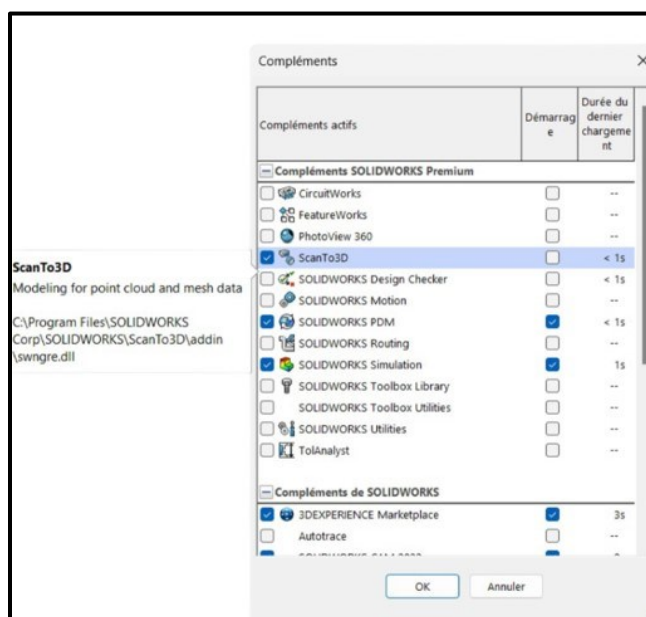 Compléments
Compléments actifs
Démarrag
e
Durée du
dernier
chargeme
nt
Compléments SOLIDWORKS Premium
CircuitWorks --
FeatureWorks --
PhotoView 360 --
ScanTo3D < 1s
SOLIDWORKS Design Checker < 1s
SOLIDWORKS Motion --
SOLIDWORKS PDM < 1s
SOLIDWORKS Routing --
SOLIDWORKS Simulation 1s
SOLIDWORKS Toolbox Library --
SOLIDWORKS Toolbox Utilities --
SOLIDWORKS Utilities --
TolAnalyst --
Compléments de SOLIDWORKS
3DEXPERIENCE Marketplace 3s
Autotrace --
OK Annuler
ScanTo3D
Modeling for point cloud and mesh data
C:\Program Files\SOLIDWORKS
Corp\SOLIDWORKS\ScanTo3D\addin
\swngre.dll